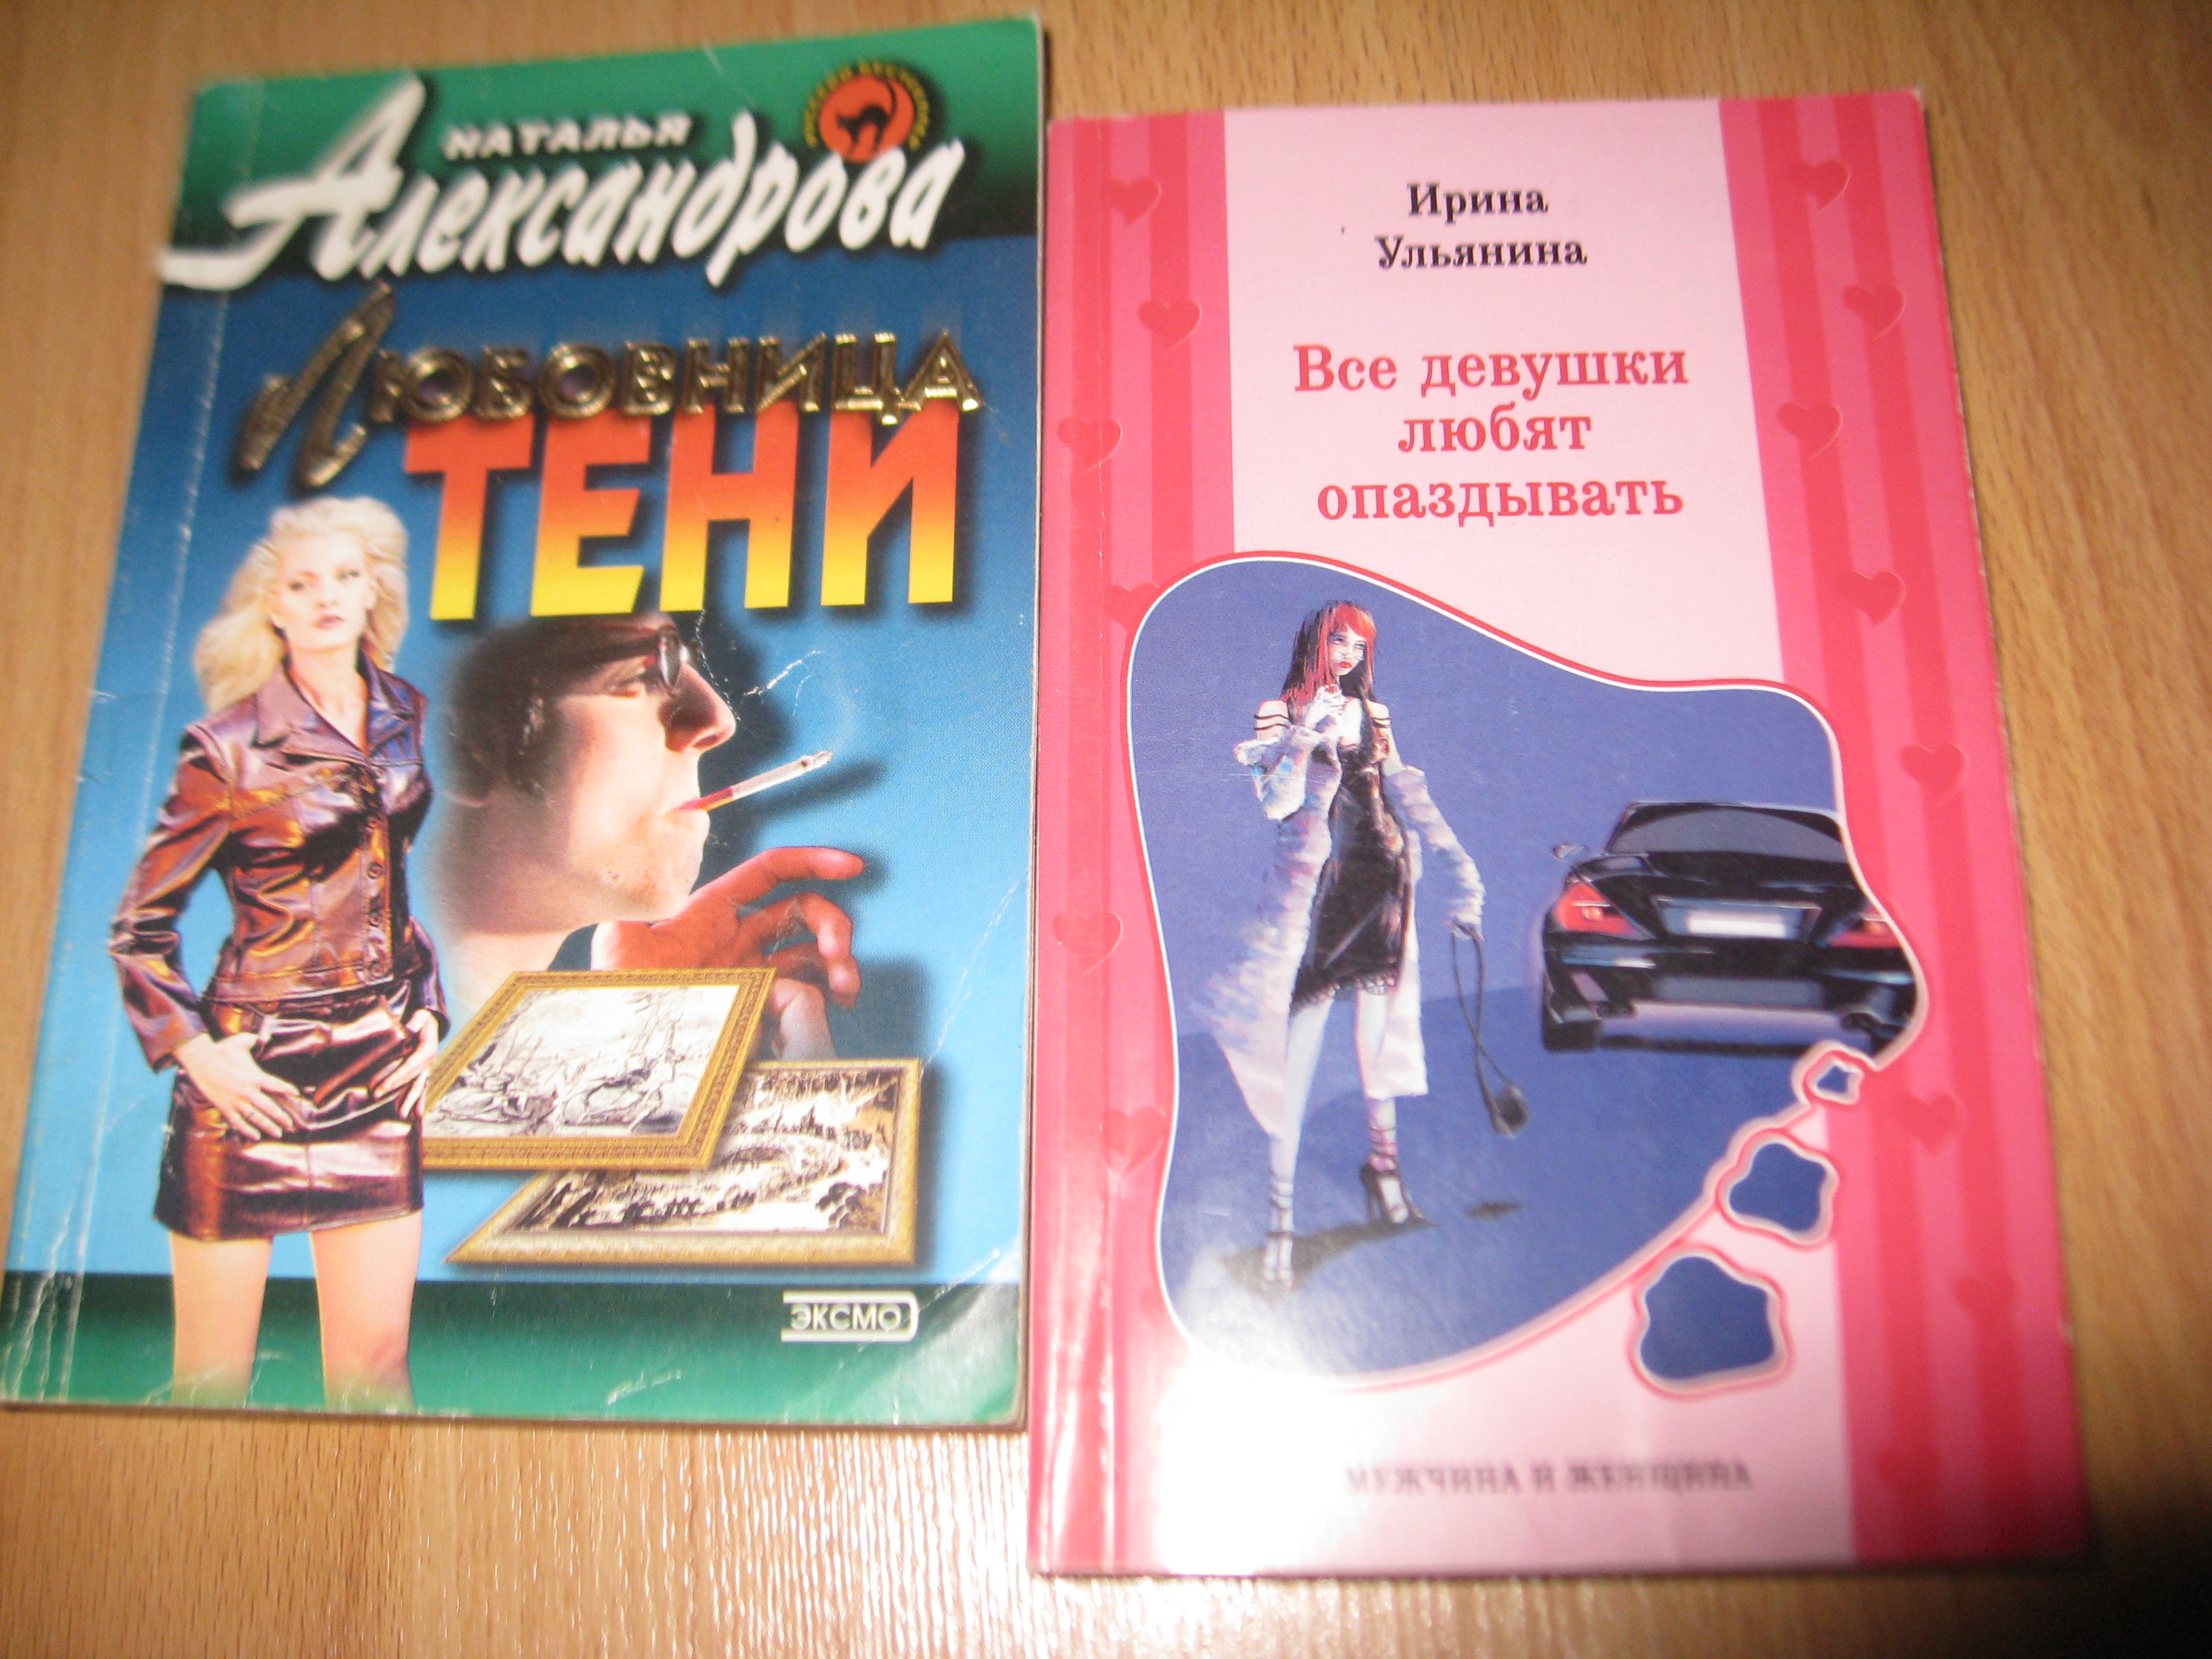 НАТАЛЬЯ
Александрова
ЛЮБОВНИЦА
ТЕНИ
ЭКСМО
Ирина
Ульянина
Все девушки
любят
опаздывать
МУЖЧИНА И ЖЕНЩИНА